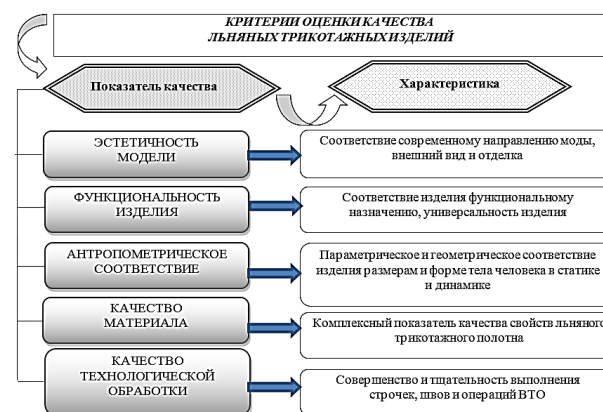 КРИТЕРИИ ОЦЕНКИ КАЧЕСТВА
ЛЬНЯНЫХ ТРИКОТАЖНЫХ ИЗДЕЛИЙ
Показатель качества
Характеристика
ЭСТЕТИЧНОСТЬ
МОДЕЛИ
Соответствие современному направлению моды,
внешний вид и отделка
ФУНКЦИОНАЛЬНОСТЬ
ИЗДЕЛИЯ
Соответствие изделия функциональному
назначению, универсальность изделия
АНТРОПОМЕТРИЧЕСКОЕ
СООТВЕТСТВИЕ
Параметрическое и геометрическое соответствие
изделия размерам и форме тела человека в статике
и динамике
КАЧЕСТВО
МАТЕРИАЛА
Комплексный показатель качества свойств льняного
трикотажного полотна
КАЧЕСТВО
ТЕХНОЛОГИЧЕСКОЙ
ОБРАБОТКИ
Совершенство и тщательность выполнения
строчек, швов и операций ВТО